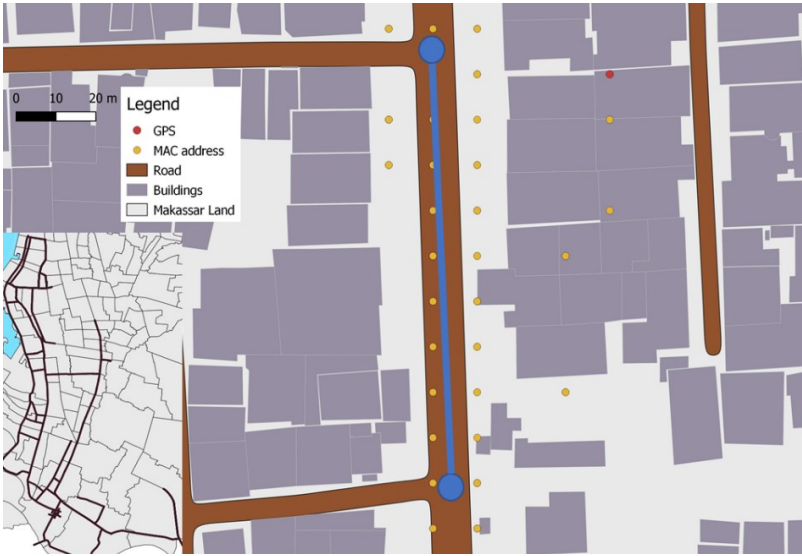 0 10 20 m
Legend
GPS
MAC address
Road
Buildings
Makassar Land